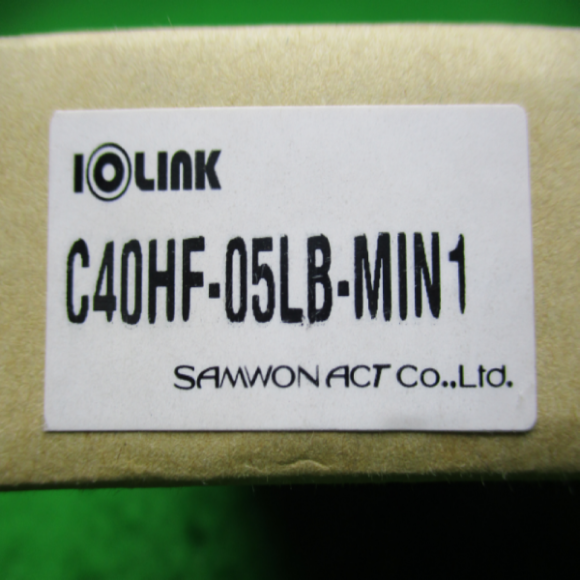 IOLINK
C40HF-05LB-MIN1
SAMWON ACT Co.,Ltd.